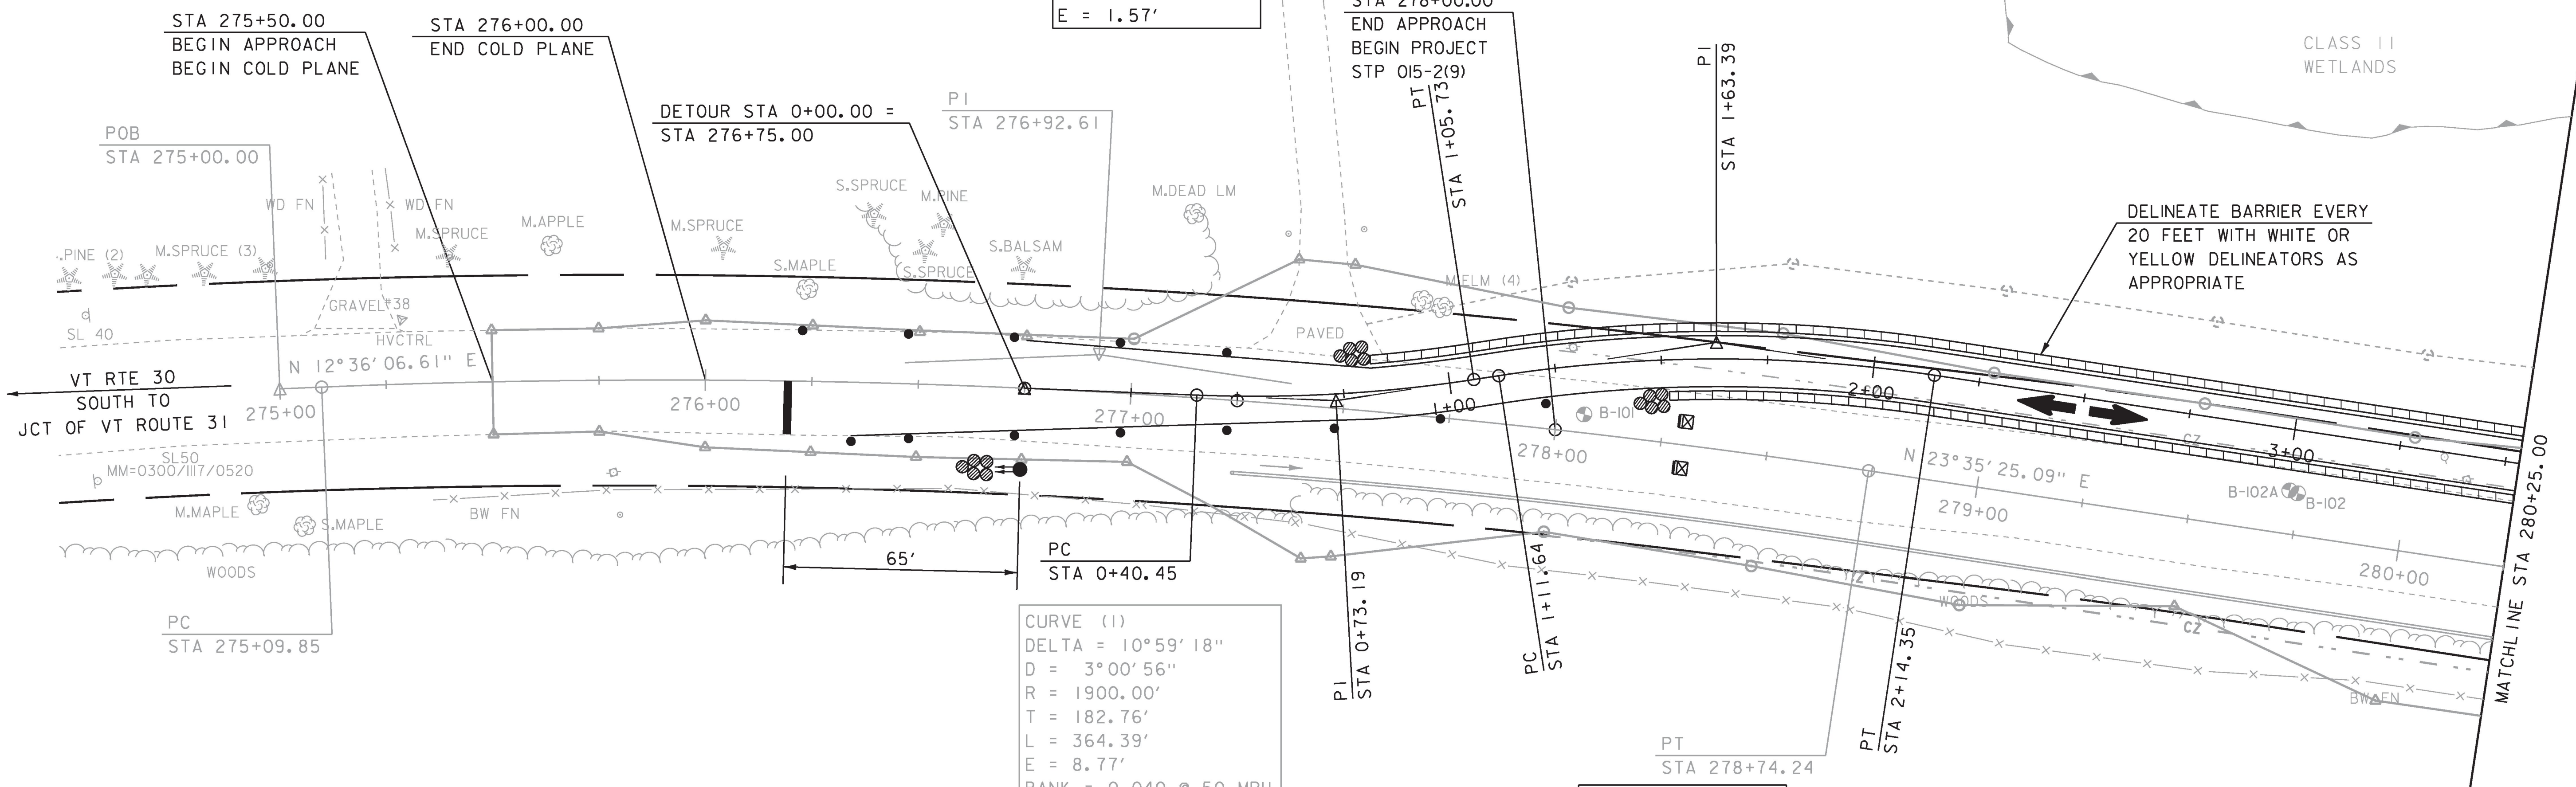 STA 275+50.00
BEGIN APPROACH
BEGIN COLD PLANE
STA 276+00.00
END COLD PLANE
E = 1.57'
STA 278+00.00
END APPROACH
BEGIN PROJECT
STP 015-2(9)
PI
STA 1+63.39
PT
STA 1+05.73
CLASS II
WETLANDS
POB
STA 275+00.00
DETOUR STA 0+00.00 =
STA 276+75.00
PI
STA 276+92.61
DELINEATE BARRIER EVERY
20 FEET WITH WHITE OR
YELLOW DELINEATORS AS
APPROPRIATE
WD FN
WD FN
.PINE (2)
M.SPRUCE (3)
M.SPRUCE
M.APPLE
M.SPRUCE
S.MAPLE
S.SPRUCE
M.PINE
S.SPRUCE
S.BALSAM
M.DEAD LM
M.ELM (4)
SL 40
GRAVEL
#38
HVCTRL
PAVED
N 12°36'06.61" E
VT RTE 30
SOUTH TO
JCT OF VT ROUTE 31
275+00
276+00
277+00
278+00
279+00
280+00
1+00
2+00
3+00
B-101
B-102A
B-102
CZ
N 23°35'25.09" E
SL50
MM=0300/1117/0520
M.MAPLE
S.MAPLE
BW FN
WOODS
65'
PC
STA 0+40.45
PI
STA 0+73.19
PC
STA 1+11.64
PT
STA 2+14.35
CZ
WOODS
CZ
BW FN
MATCHLINE STA 280+25.00
PC
STA 275+09.85
CURVE (1)
DELTA = 10°59'18"
D = 3°00'56"
R = 1900.00'
T = 182.76'
L = 364.39'
E = 8.77'
BANK = 0.040 @ 50 MPH
PT
STA 278+74.24